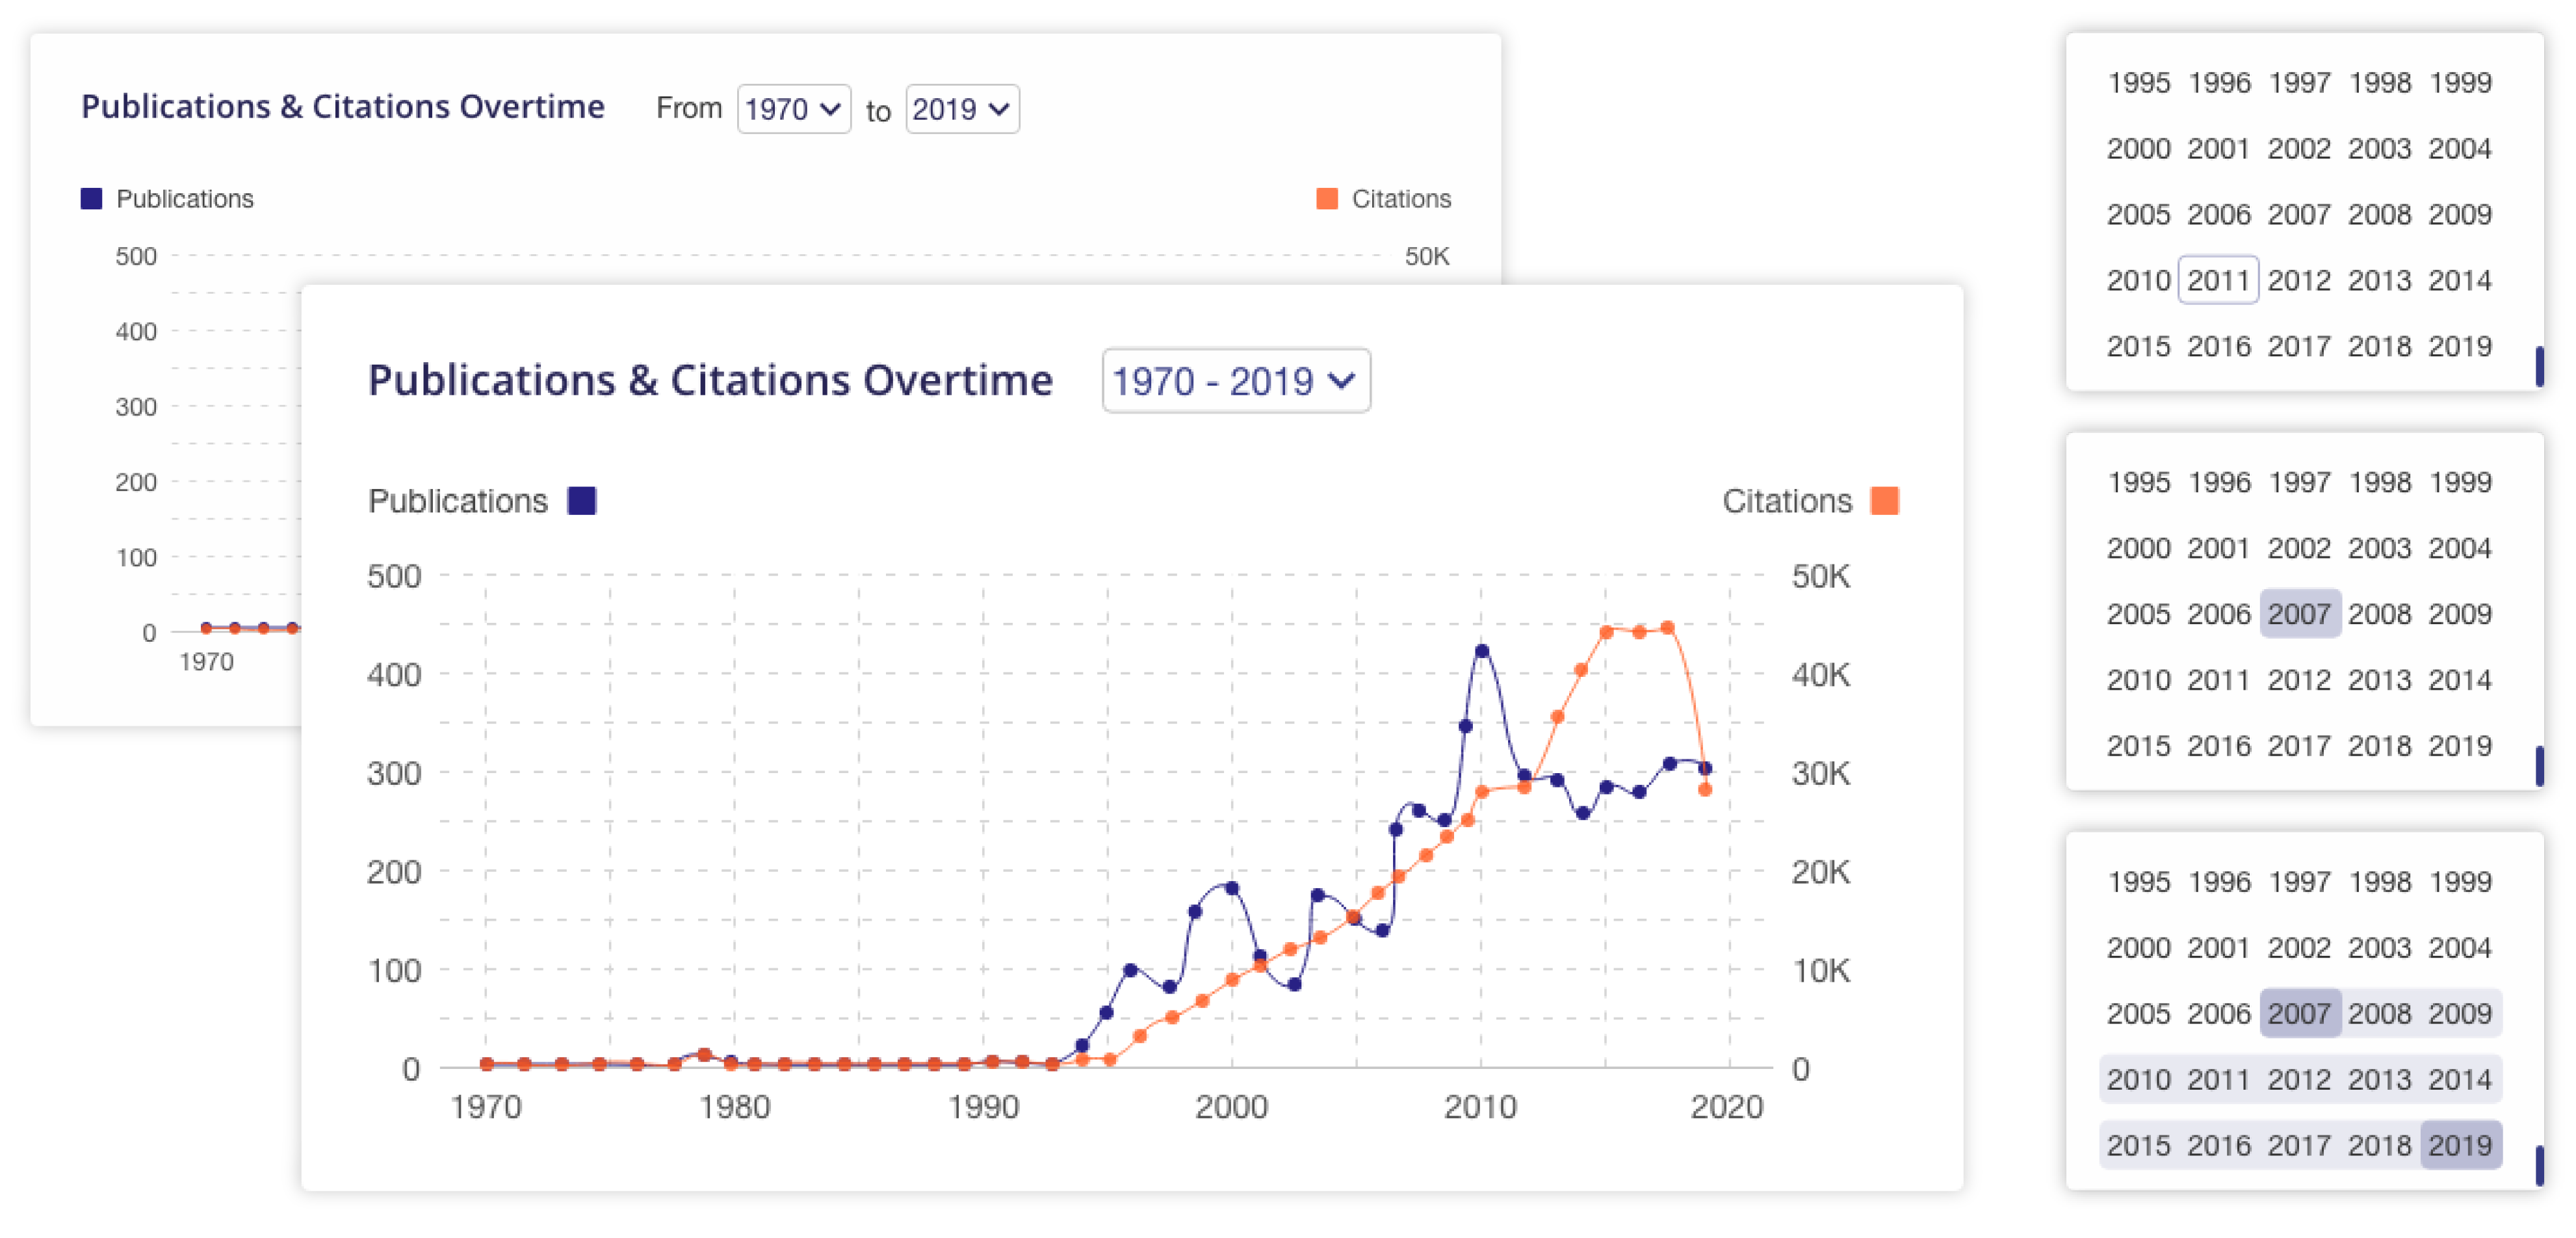 Publications & Citations Overtime From 1970 to 2019
Publications Citations
500 50K
400
300
200
100
0
1970
Publications & Citations Overtime 1970 - 2019
Publications Citations
500 50K
400 40K
300 30K
200 20K
100 10K
0 0
1970 1980 1990 2000 2010 2020
1995 1996 1997 1998 1999
2000 2001 2002 2003 2004
2005 2006 2007 2008 2009
2010 2011 2012 2013 2014
2015 2016 2017 2018 2019
1995 1996 1997 1998 1999
2000 2001 2002 2003 2004
2005 2006 2007 2008 2009
2010 2011 2012 2013 2014
2015 2016 2017 2018 2019
1995 1996 1997 1998 1999
2000 2001 2002 2003 2004
2005 2006 2007 2008 2009
2010 2011 2012 2013 2014
2015 2016 2017 2018 2019